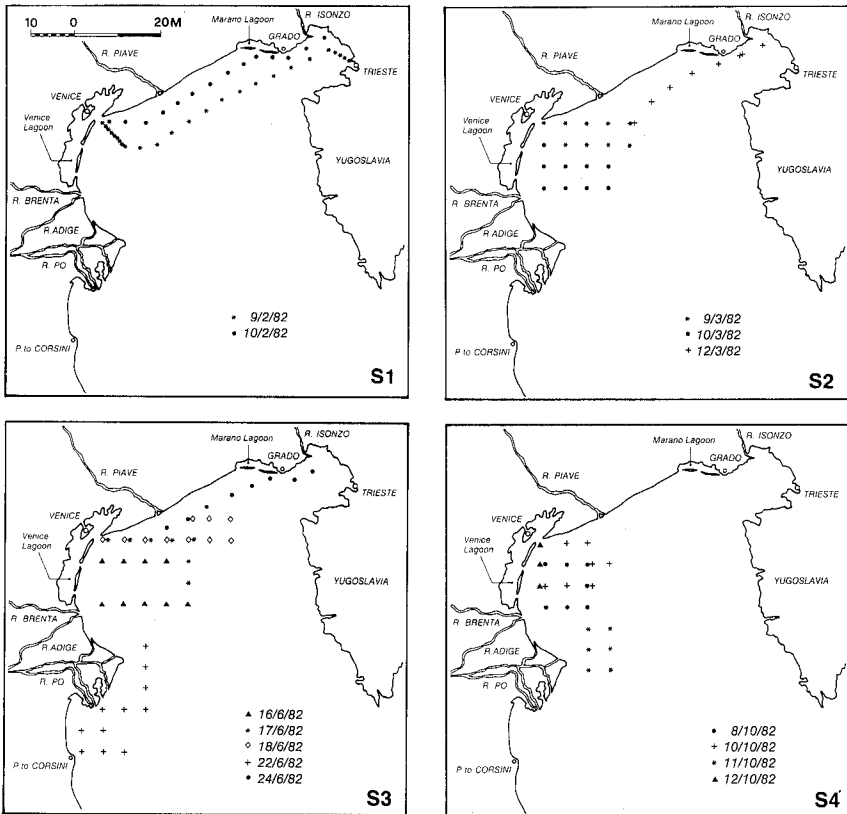 10 0 20M
Marano Lagoon
R. ISONZO
GRADO
R. PIAVE
TRIESTE
VENICE
Venice
Lagoon
YUGOSLAVIA
R. BRENTA
R.ADIGE
R. PO
* 9/2/82
• 10/2/82
P. to CORSINI
S1
Marano Lagoon
R. ISONZO
GRADO
R. PIAVE
TRIESTE
VENICE
Venice
Lagoon
YUGOSLAVIA
R. BRENTA
R.ADIGE
R. PO
* 9/3/82
• 10/3/82
+ 12/3/82
P to CORSINI
S2
R. ISONZO
Marano Lagoon
GRADO
R. PIAVE
TRIESTE
VENICE
Venice
Lagoon
YUGOSLAVIA
R. BRENTA
R.ADIGE
R. PO
▲ 16/6/82
* 17/6/82
◇ 18/6/82
+ 22/6/82
• 24/6/82
P to CORSINI
S3
R. ISONZO
Marano Lagoon
GRADO
R. PIAVE
TRIESTE
VENICE
Venice
Lagoon
YUGOSLAVIA
R. BRENTA
R.ADIGE
R. PO
• 8/10/82
+ 10/10/82
* 11/10/82
▲ 12/10/82
P to CORSINI
S4